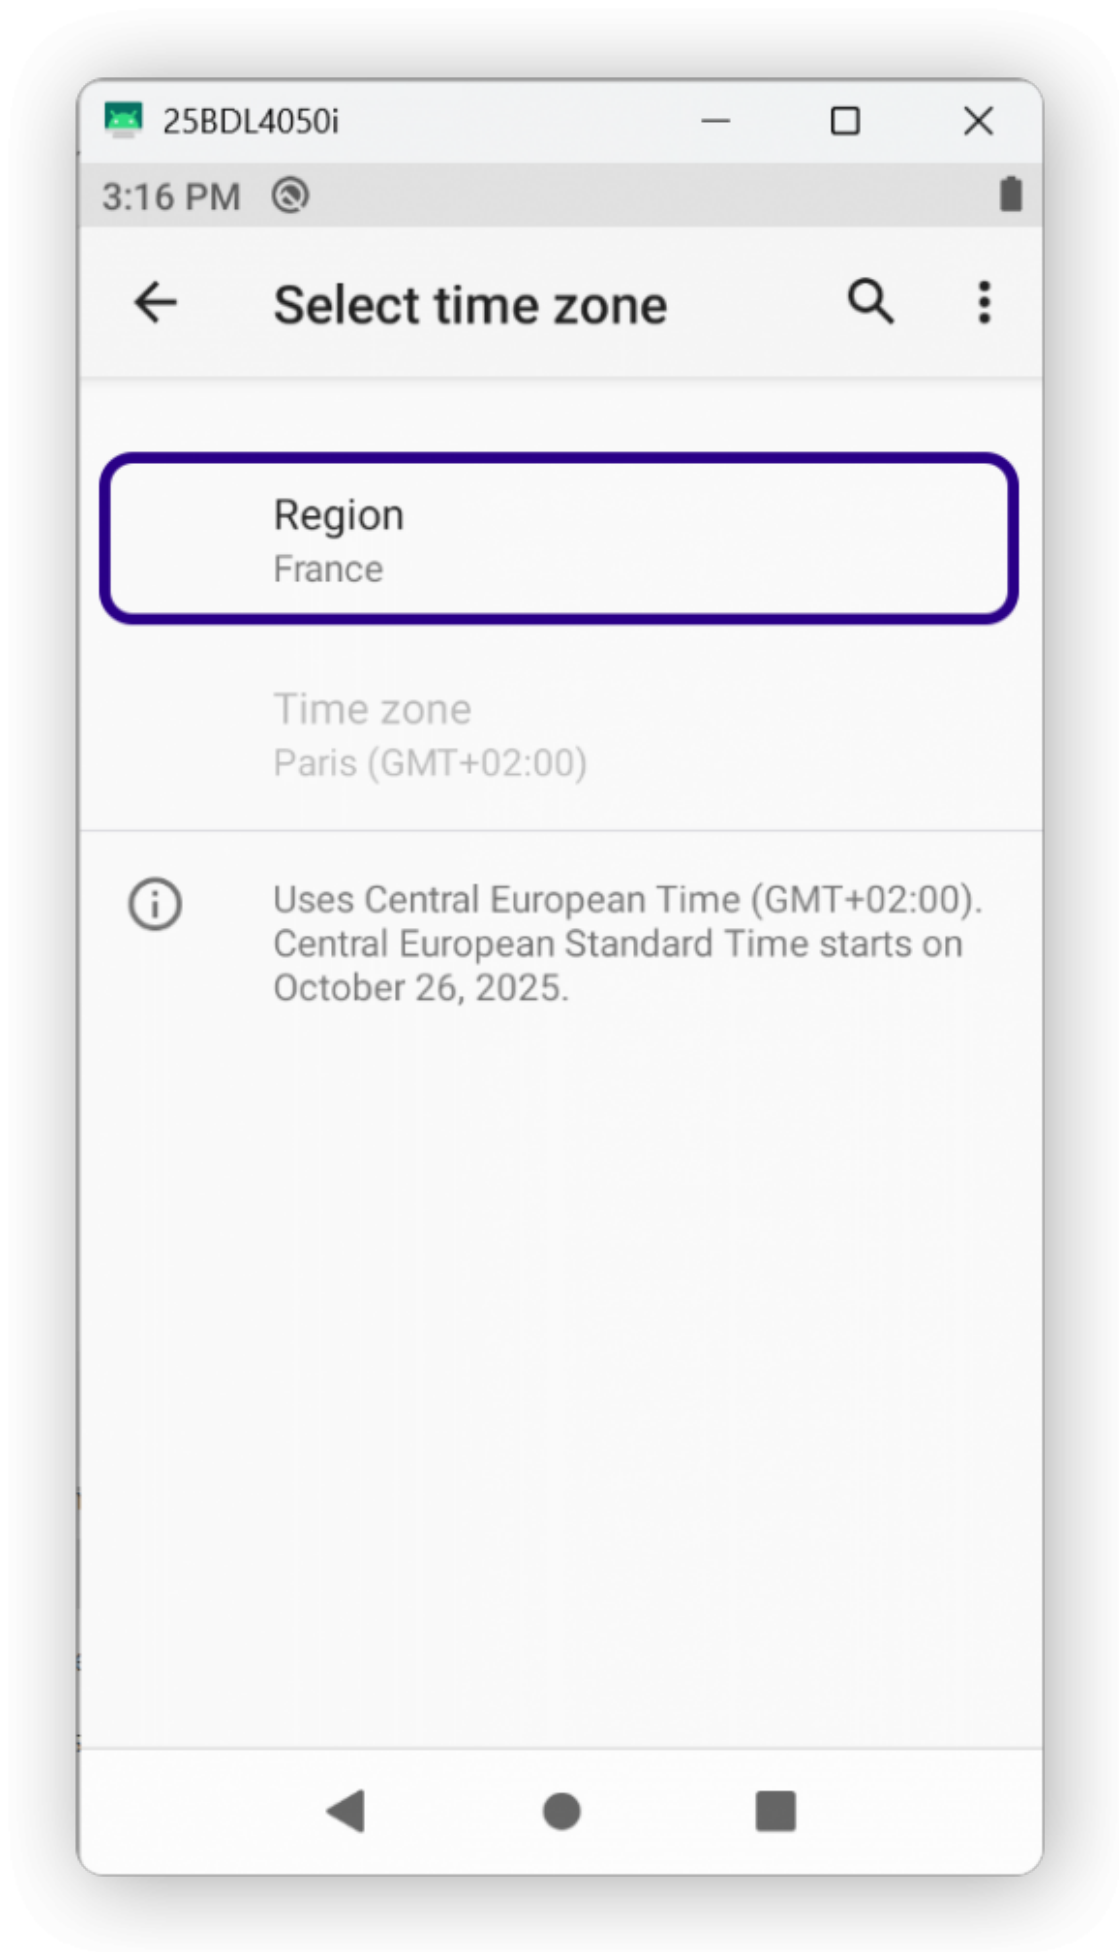 25BDL4050i
3:16 PM
Select time zone
Region
France
Time zone
Paris (GMT+02:00)
Uses Central European Time (GMT+02:00).
Central European Standard Time starts on
October 26, 2025.